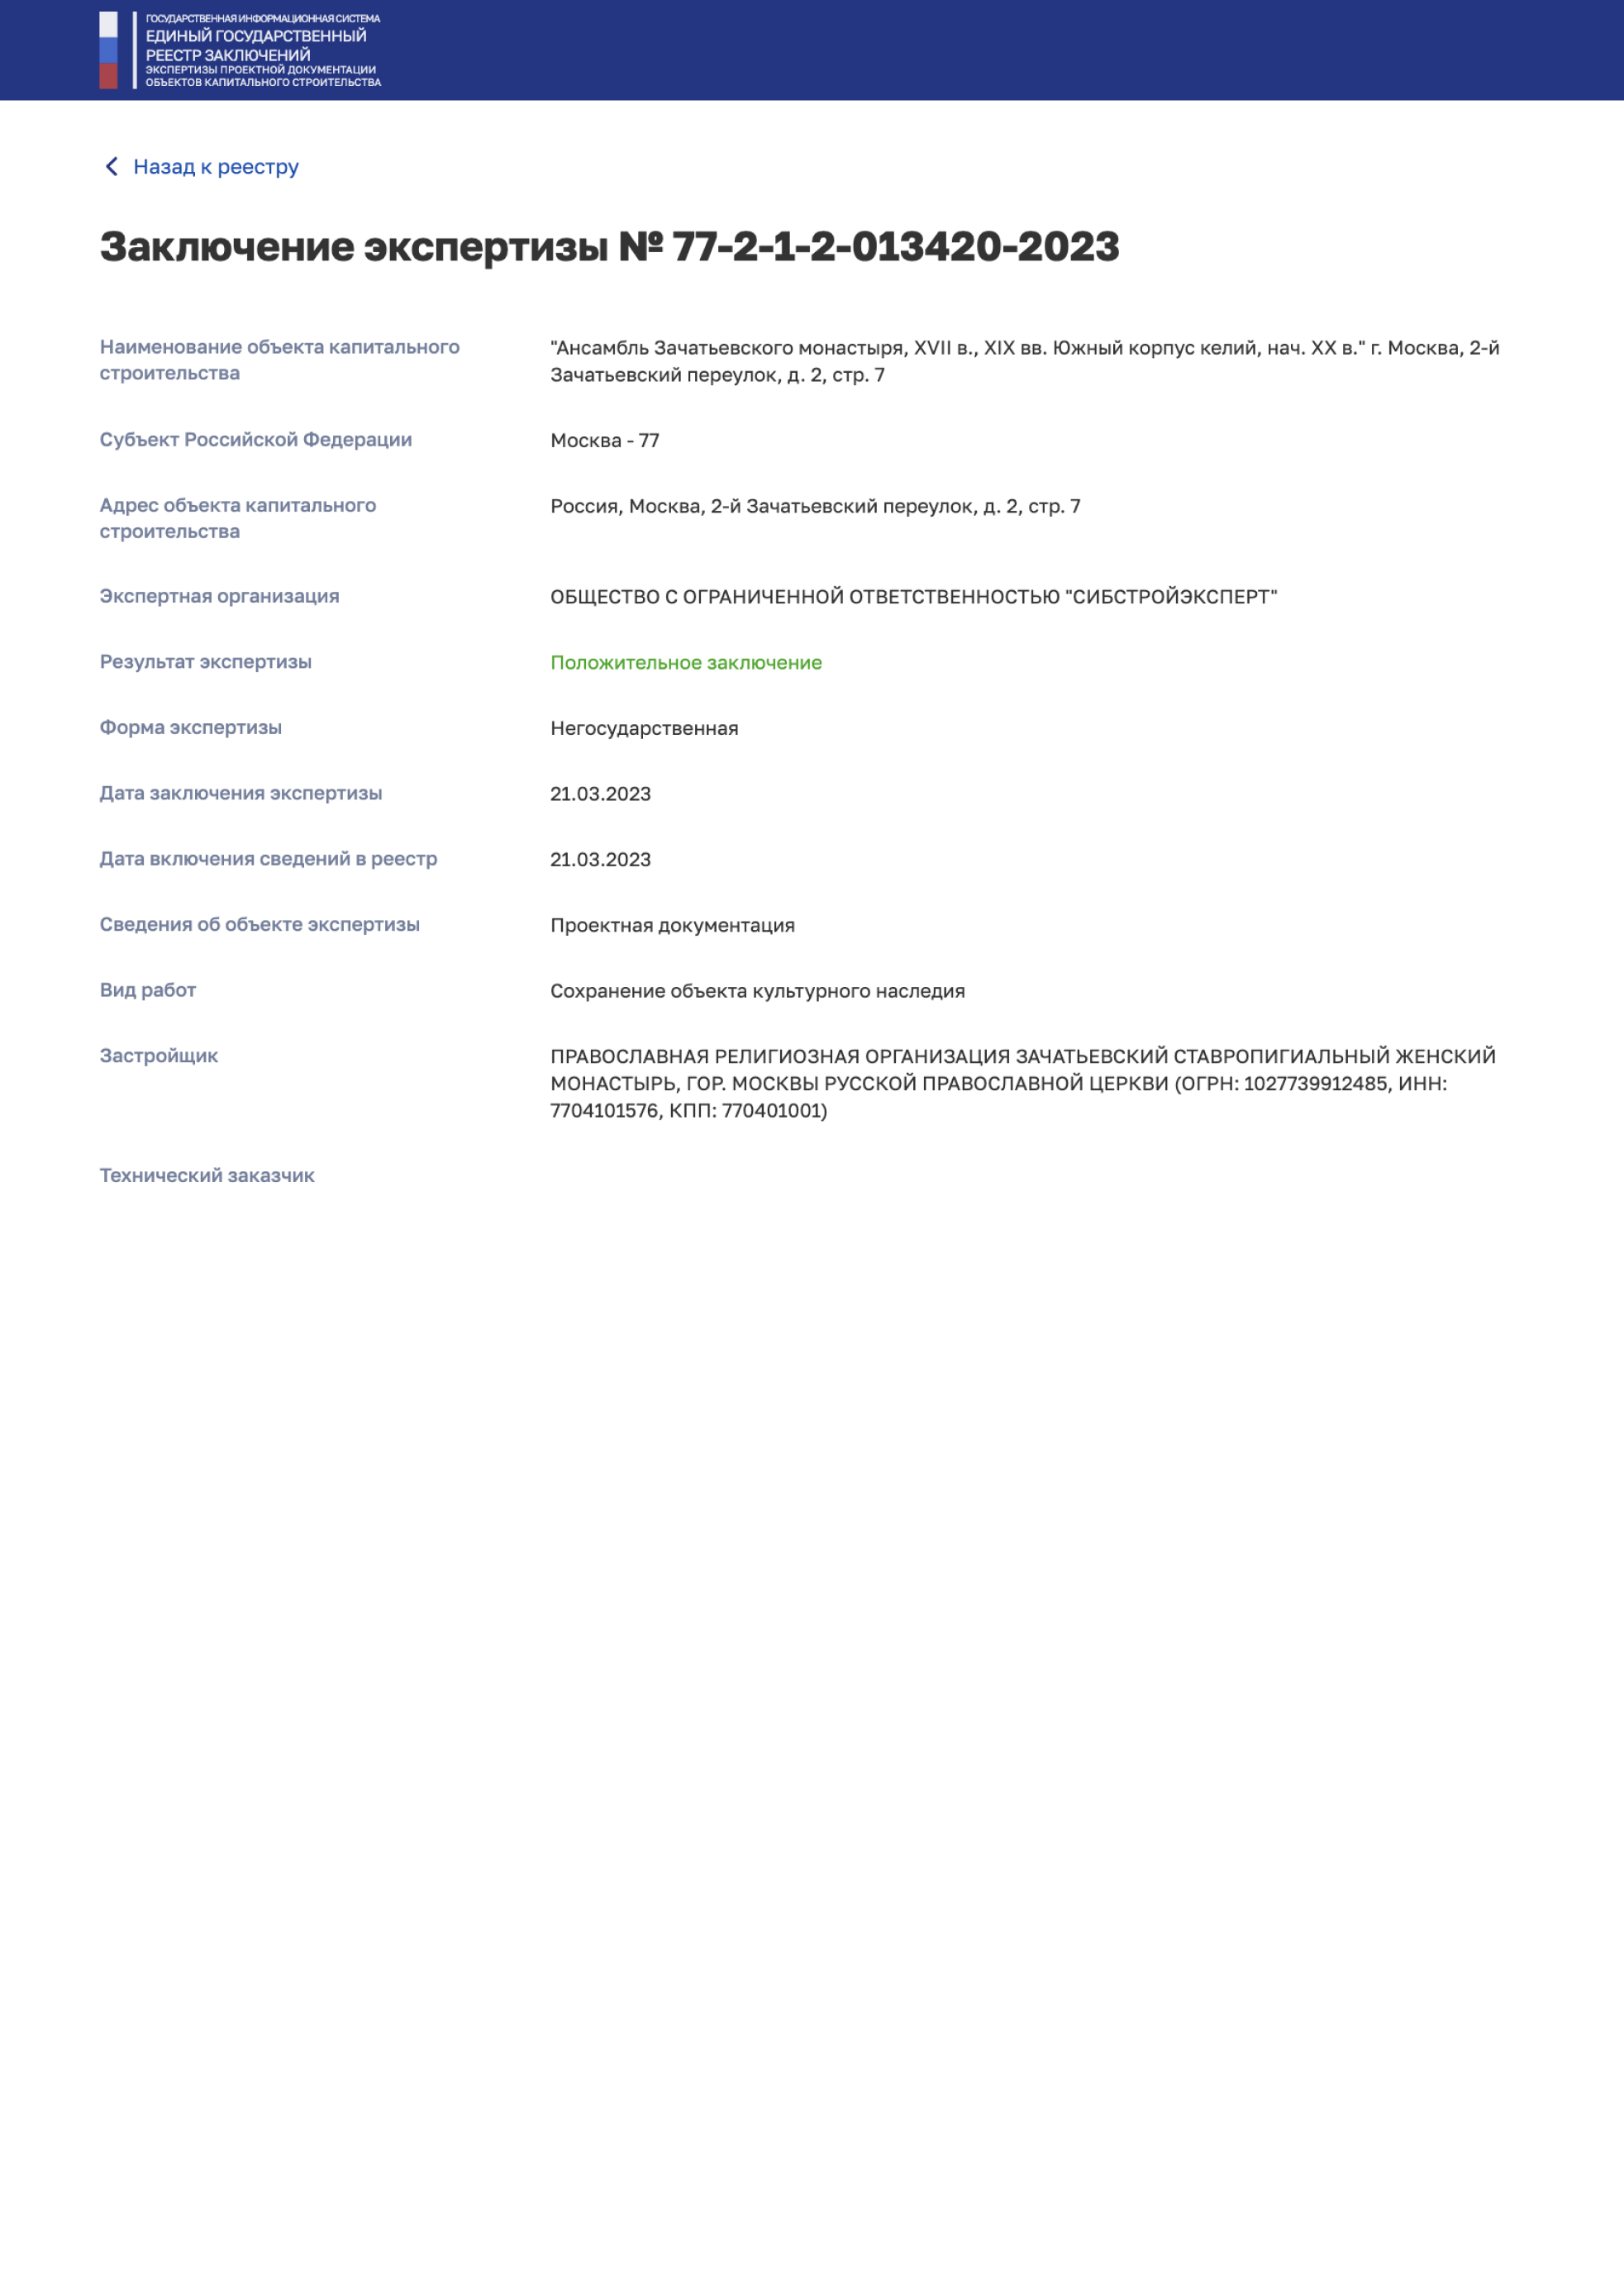 ГОСУДАРСТВЕННАЯ ИНФОРМАЦИОННАЯ СИСТЕМА
ЕДИНЫЙ ГОСУДАРСТВЕННЫЙ
РЕЕСТР ЗАКЛЮЧЕНИЙ
ЭКСПЕРТИЗЫ ПРОЕКТНОЙ ДОКУМЕНТАЦИИ
ОБЪЕКТОВ КАПИТАЛЬНОГО СТРОИТЕЛЬСТВА
Назад к реестру
Заключение экспертизы № 77-2-1-2-013420-2023
Наименование объекта капитального
строительства
"Ансамбль Зачатьевского монастыря, XVII в., XIX вв. Южный корпус келий, нач. XX в." г. Москва, 2-й
Зачатьевский переулок, д. 2, стр. 7
Субъект Российской Федерации
Москва - 77
Адрес объекта капитального
строительства
Россия, Москва, 2-й Зачатьевский переулок, д. 2, стр. 7
Экспертная организация
ОБЩЕСТВО С ОГРАНИЧЕННОЙ ОТВЕТСТВЕННОСТЬЮ "СИБСТРОЙЭКСПЕРТ"
Результат экспертизы
Положительное заключение
Форма экспертизы
Негосударственная
Дата заключения экспертизы
21.03.2023
Дата включения сведений в реестр
21.03.2023
Сведения об объекте экспертизы
Проектная документация
Вид работ
Сохранение объекта культурного наследия
Застройщик
ПРАВОСЛАВНАЯ РЕЛИГИОЗНАЯ ОРГАНИЗАЦИЯ ЗАЧАТЬЕВСКИЙ СТАВРОПИГИАЛЬНЫЙ ЖЕНСКИЙ
МОНАСТЫРЬ, ГОР. МОСКВЫ РУССКОЙ ПРАВОСЛАВНОЙ ЦЕРКВИ (ОГРН: 1027739912485, ИНН:
7704101576, КПП: 770401001)
Технический заказчик